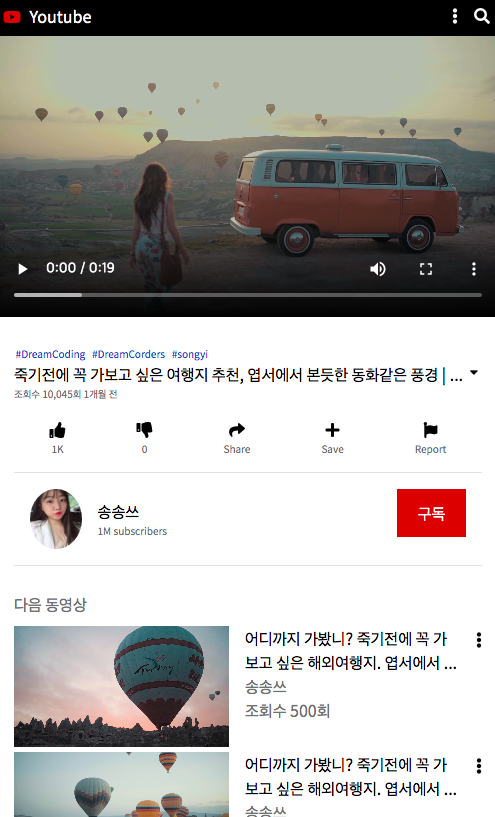 Youtube
0:00 / 0:19
#DreamCoding #DreamCorders #songyi
죽기전에 꼭 가보고 싶은 여행지 추천, 엽서에서 본듯한 동화같은 풍경 | ...
조회수 10,045회 1개월 전
1K 0 Share Save Report
송송쓰
1M subscribers
구독
다음 동영상
어디까지 가봤니? 죽기전에 꼭 가
보고 싶은 해외여행지. 엽서에서 ...
송송쓰
조회수 500회
어디까지 가봤니? 죽기전에 꼭 가
보고 싶은 해외여행지. 엽서에서 ...
송송쓰